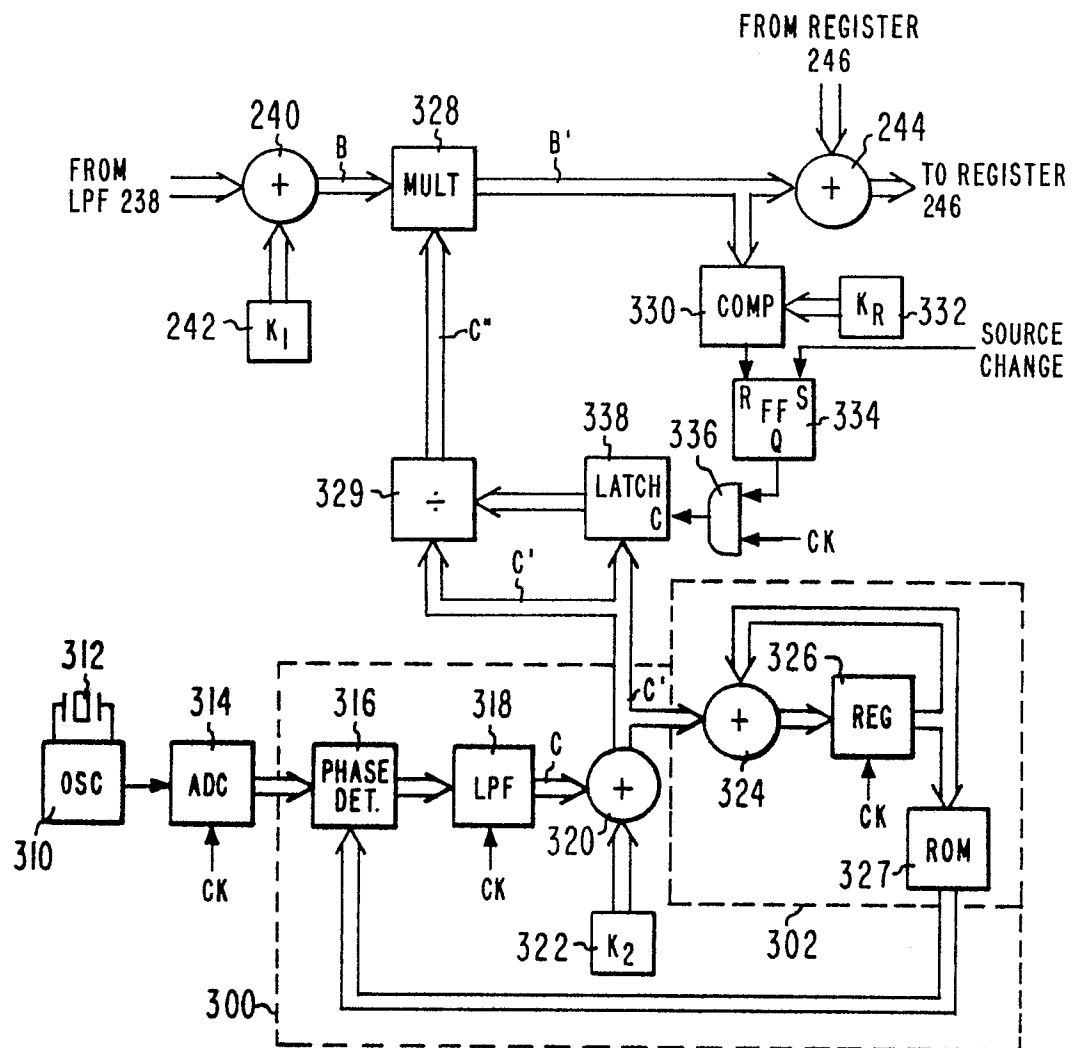 FROM REGISTER
246
240
328
244
FROM
LPF 238
+
B
MULT
B'
+
TO REGISTER
246
242
K1
C"
330
COMP
KR
332
SOURCE
CHANGE
R
FF
S
Q
334
336
338
329
÷
LATCH
C
CK
C'
312
314
316
318
C'
326
OSC
ADC
PHASE
DET.
LPF
C
+
320
+
324
REG
310
CK
CK
CK
ROM
327
322
K2
302
300